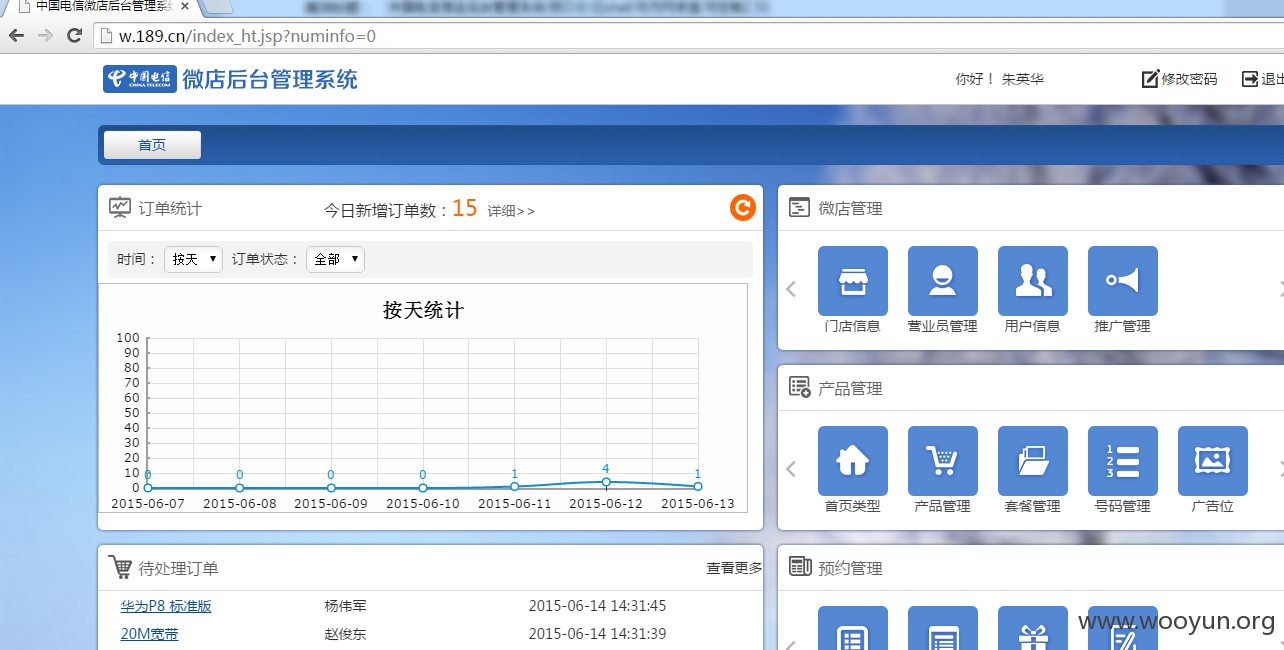 中国电信微店后台管理系统
w.189.cn/index_ht.jsp?numinfo=0
中国电信
CHINA TELECOM
微店后台管理系统
你好！ 朱英华
修改密码
退出
首页
订单统计
今日新增订单数：15 详细>>
时间： 按天 订单状态： 全部
按天统计
100
90
80
70
60
50
40
30
20
10
0
0 0 0 0 1 4 1
2015-06-07 2015-06-08 2015-06-09 2015-06-10 2015-06-11 2015-06-12 2015-06-13
待处理订单
查看更多
华为P8 标准版 杨伟军 2015-06-14 14:31:45
20M宽带 赵俊东 2015-06-14 14:31:39
微店管理
门店信息 营业员管理 用户信息 推广管理
产品管理
1
2
3
首页类型 产品管理 套餐管理 号码管理 广告位
预约管理
www.wooyun.org